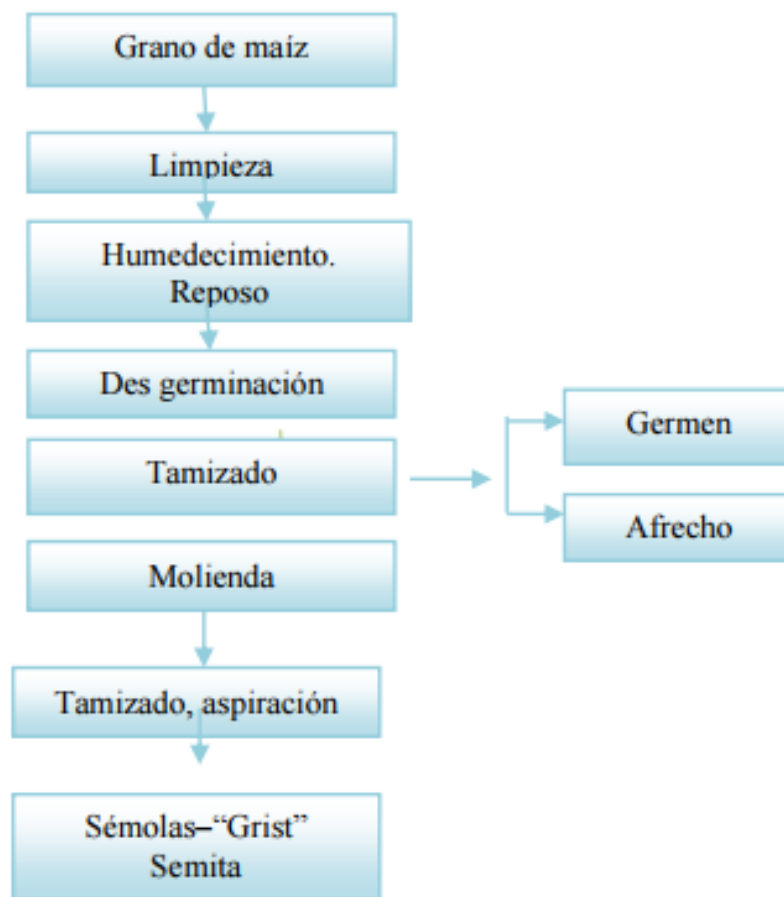 Grano de maíz
Limpieza
Humedecimiento.
Reposo
Des germinación
Tamizado
Germen
Afrecho
Molienda
Tamizado, aspiración
Sémolas–“Grist”
Semita